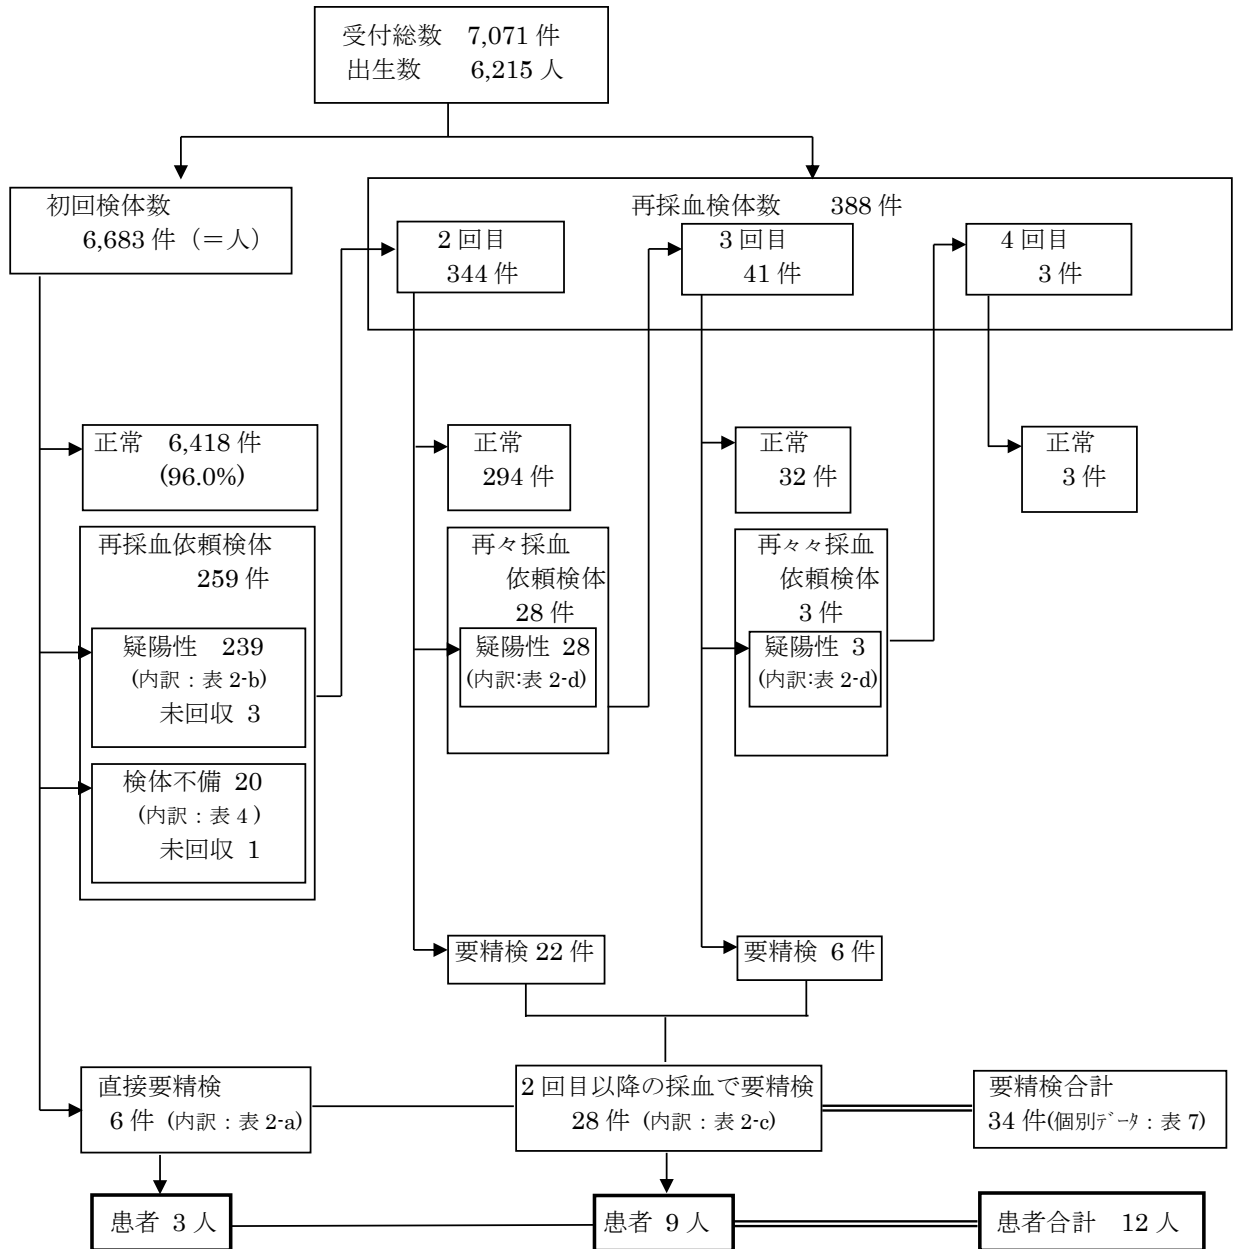 受付総数 7,071 件
出生数 6,215 人
初回検体数
6,683 件（＝人）
再採血検体数 388 件
2 回目
344 件
3 回目
41 件
4 回目
3 件
正常 6,418 件
(96.0%)
正常
294 件
正常
32 件
正常
3 件
再採血依頼検体
259 件
疑陽性 239
(内訳：表 2-b)
未回収 3
検体不備 20
(内訳：表 4 )
未回収 1
再々採血
依頼検体
28 件
疑陽性 28
(内訳:表 2-d)
再々々採血
依頼検体
3 件
疑陽性 3
(内訳:表 2-d)
要精検 22 件
要精検 6 件
直接要精検
6 件 (内訳：表 2-a)
2 回目以降の採血で要精検
28 件 (内訳：表 2-c)
要精検合計
34 件(個別ﾃﾞｰﾀ：表 7)
患者 3 人
患者 9 人
患者合計 12 人